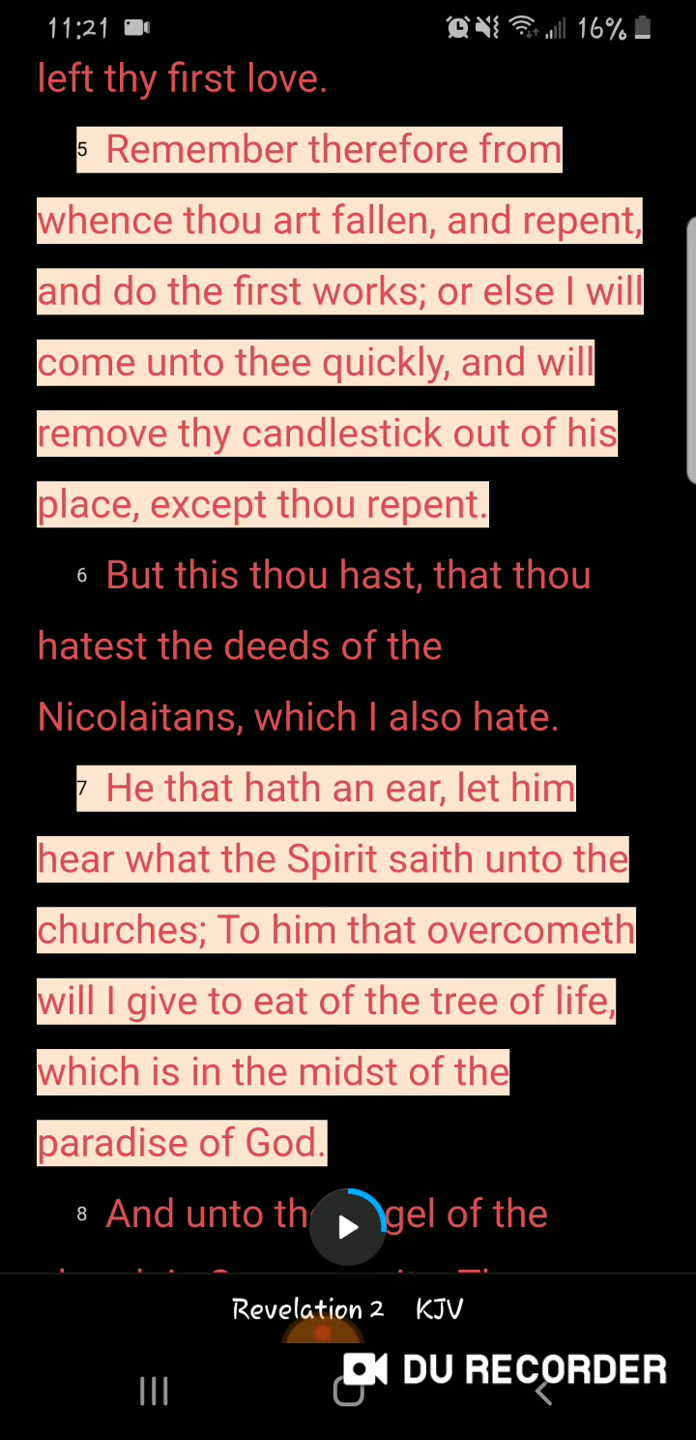 11:21 16%
left thy first love.
5 Remember therefore from
whence thou art fallen, and repent,
and do the first works; or else I will
come unto thee quickly, and will
remove thy candlestick out of his
place, except thou repent.
6 But this thou hast, that thou
hatest the deeds of the
Nicolaitans, which I also hate.
7 He that hath an ear, let him
hear what the Spirit saith unto the
churches; To him that overcometh
will I give to eat of the tree of life,
which is in the midst of the
paradise of God.
8 And unto of the
Revelation 2 KJV
DU RECORDER